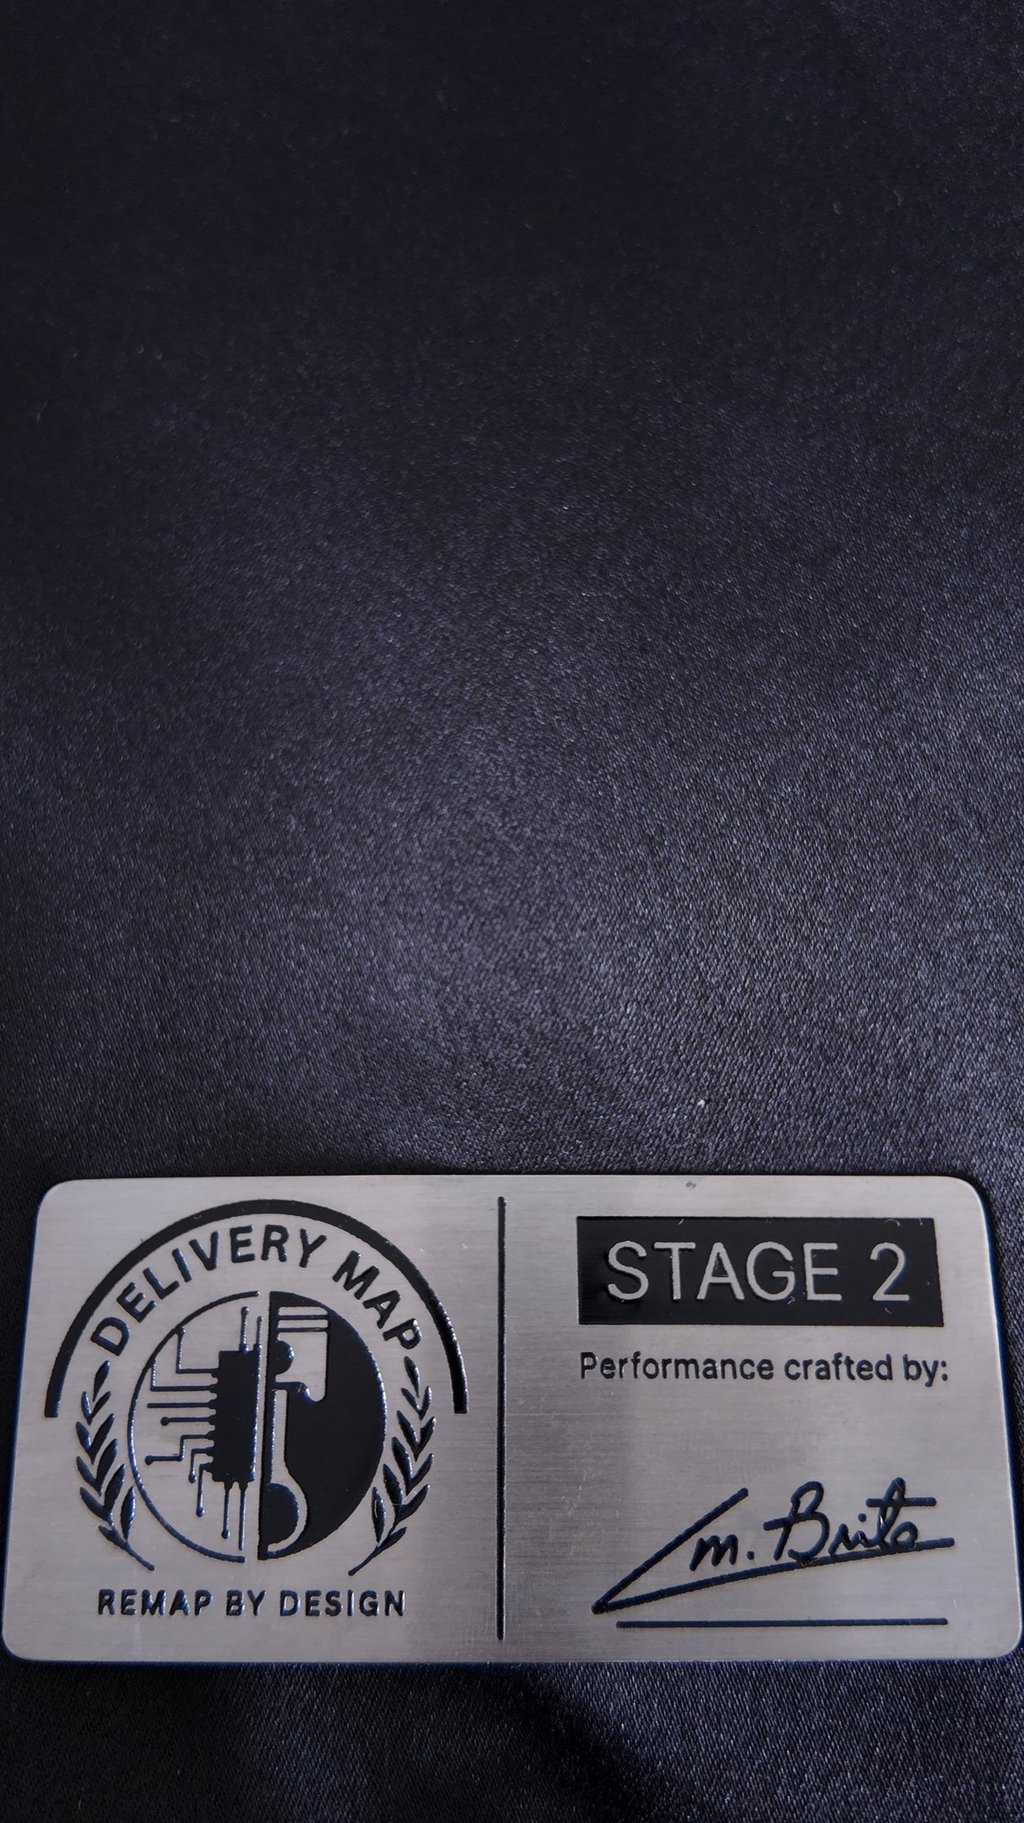 DELIVERY MAP
REMAP BY DESIGN
STAGE 2
Performance crafted by:
m. Brito